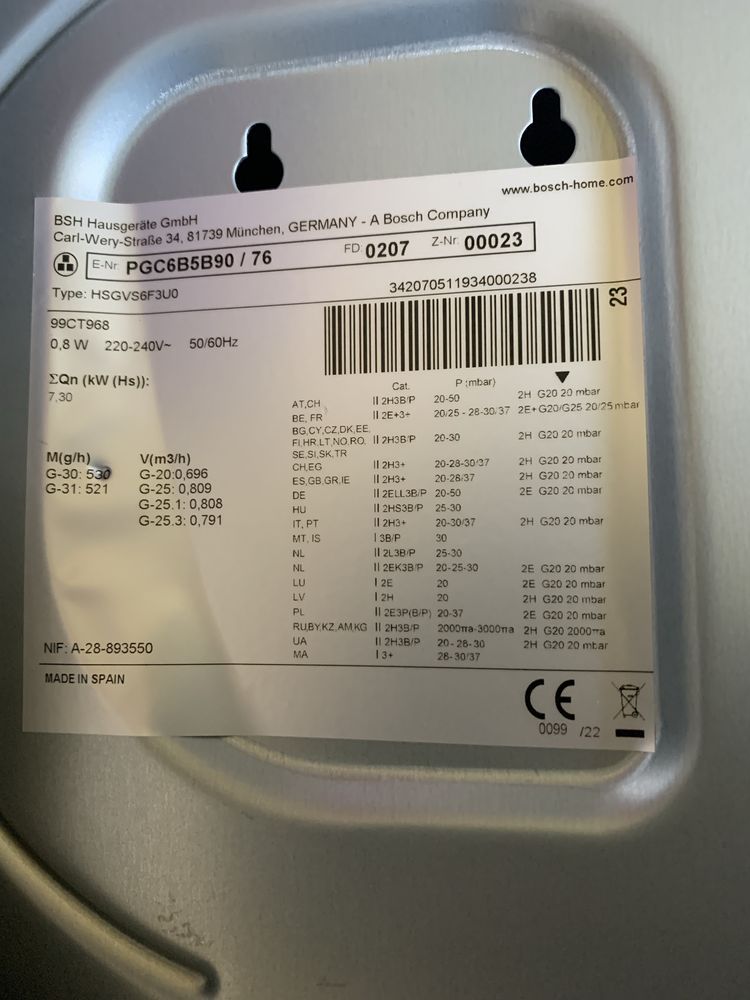 www.bosch-home.com
BSH Hausgeräte GmbH
Carl-Wery-Straße 34, 81739 München, GERMANY - A Bosch Company
E-Nr. PGC6B5B90 / 76 FD 0207 Z-Nr. 00023
Type: HSGVS6F3U0
342070511934000238
23
99CT968
0,8 W 220-240V~ 50/60Hz
ΣQn (kW (Hs)):
7,30
M(g/h) V(m3/h)
G-30: 530 G-20:0,696
G-31: 521 G-25: 0,809
G-25.1: 0,808
G-25.3: 0,791
Cat. P (mbar)
AT,CH II 2H3B/P 20-50 2H G20 20 mbar
BE, FR II 2E+3+ 20/25 - 28-30/37 2E+G20/G25 20/25 mbar
BG,CY,CZ,DK,EE,
FI,HR,LT,NO,RO, II 2H3B/P 20-30 2H G20 20 mbar
SE,SI,SK,TR
CH,EG II 2H3+ 20-28-30/37 2H G20 20 mbar
ES,GB,GR,IE II 2H3+ 20-28/37 2H G20 20 mbar
DE II 2ELL3B/P 20-50 2E G20 20 mbar
HU II 2HS3B/P 25-30
IT, PT II 2H3+ 20-30/37 2H G20 20 mbar
MT, IS I 3B/P 30
NL II 2L3B/P 25-30
NL II 2EK3B/P 20-25-30 2E G20 20 mbar
LU I 2E 20 2E G20 20 mbar
LV I 2H 20 2H G20 20 mbar
PL II 2E3P(B/P) 20-37 2E G20 20 mbar
RU,BY,KZ,AM,KG II 2H3B/P 2000πa-3000πa 2H G20 2000πa
UA II 2H3B/P 20-28-30 2H G20 20 mbar
MA I 3+ 28-30/37
NIF: A-28-893550
MADE IN SPAIN
CE
0099 /22